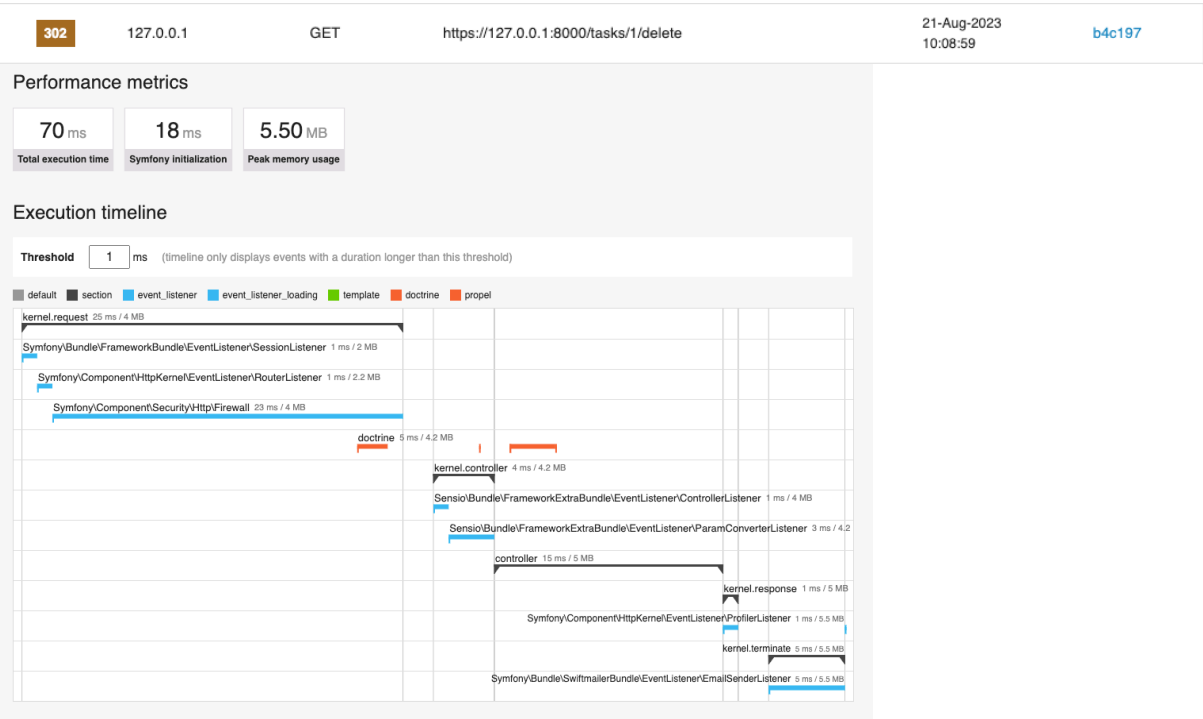 302 127.0.0.1 GET https://127.0.0.1:8000/tasks/1/delete 21-Aug-2023 10:08:59 b4c197
Performance metrics
70 ms 18 ms 5.50 MB
Total execution time Symfony initialization Peak memory usage
Execution timeline
Threshold 1 ms (timeline only displays events with a duration longer than this threshold)
default section event_listener event_listener_loading template doctrine propel
kernel.request 25 ms / 4 MB
Symfony\Bundle\FrameworkBundle\EventListener\SessionListener 1 ms / 2 MB
Symfony\Component\HttpKernel\EventListener\RouterListener 1 ms / 2.2 MB
Symfony\Component\Security\Http\Firewall 23 ms / 4 MB
doctrine 5 ms / 4.2 MB
kernel.controller 4 ms / 4.2 MB
Sensio\Bundle\FrameworkExtraBundle\EventListener\ControllerListener 1 ms / 4 MB
Sensio\Bundle\FrameworkExtraBundle\EventListener\ParamConverterListener 3 ms / 4.2
controller 15 ms / 5 MB
kernel.response 1 ms / 5 MB
Symfony\Component\HttpKernel\EventListener\ProfilerListener 1 ms / 5.5 MB
kernel.terminate 5 ms / 5.5 MB
Symfony\Bundle\SwiftmailerBundle\EventListener\EmailSenderListener 5 ms / 5.5 MB